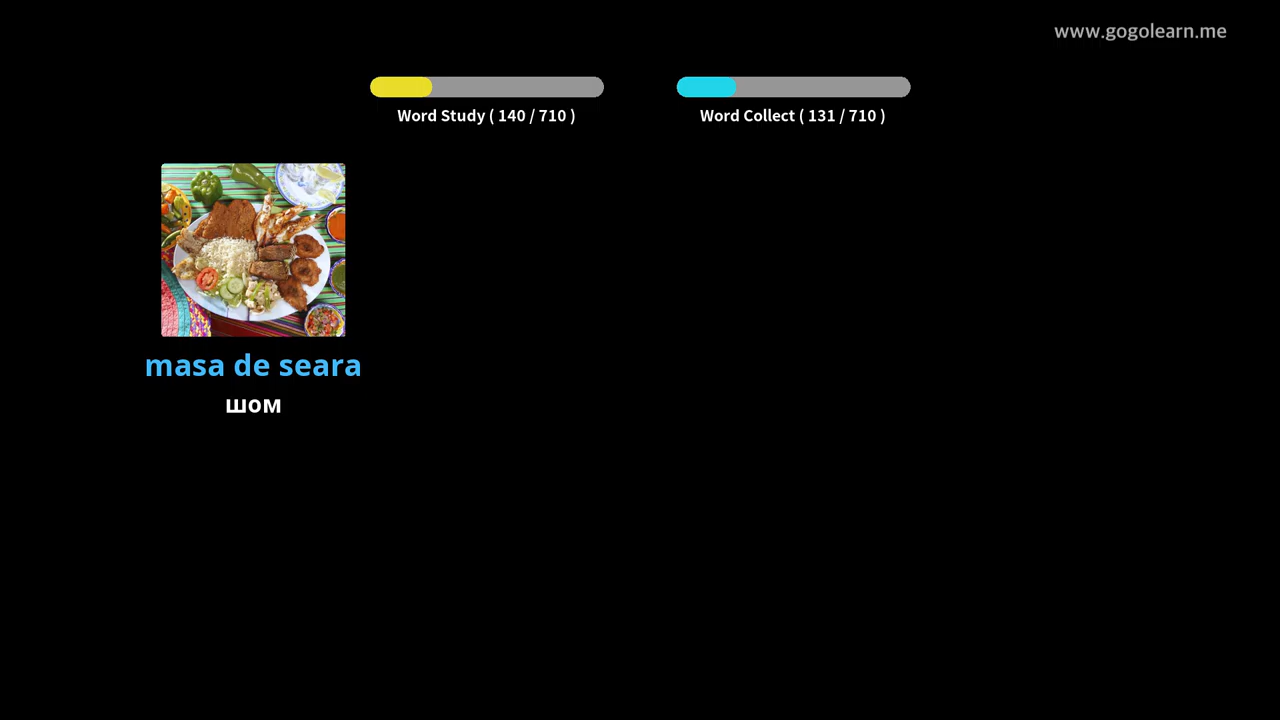 www.gogolearn.me
Word Study ( 140 / 710 )
Word Collect ( 131 / 710 )
masa de seara
шом